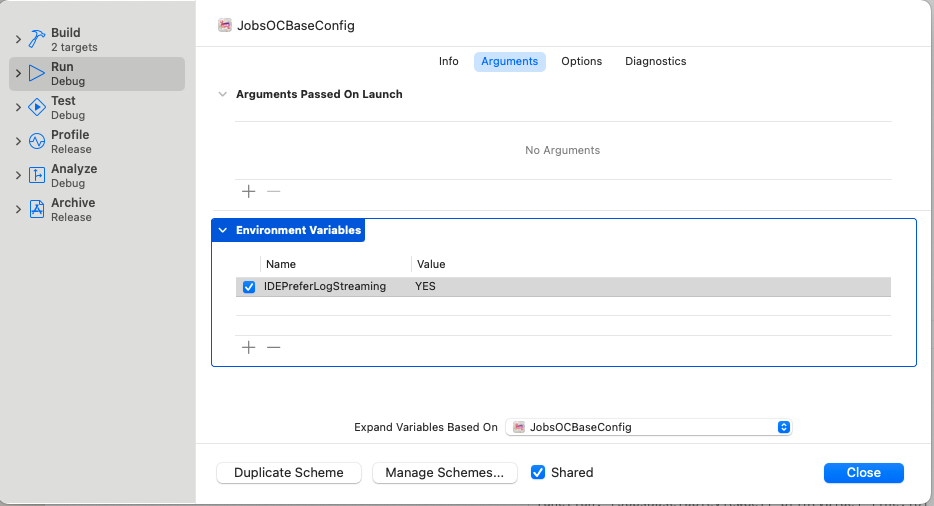 JobsOCBaseConfig
Build
2 targets
Run
Debug
Test
Debug
Profile
Release
Analyze
Debug
Archive
Release
Info Arguments Options Diagnostics
Arguments Passed On Launch
No Arguments
Environment Variables
Name Value
IDEPreferLogStreaming YES
Expand Variables Based On JobsOCBaseConfig
Duplicate Scheme Manage Schemes... Shared Close